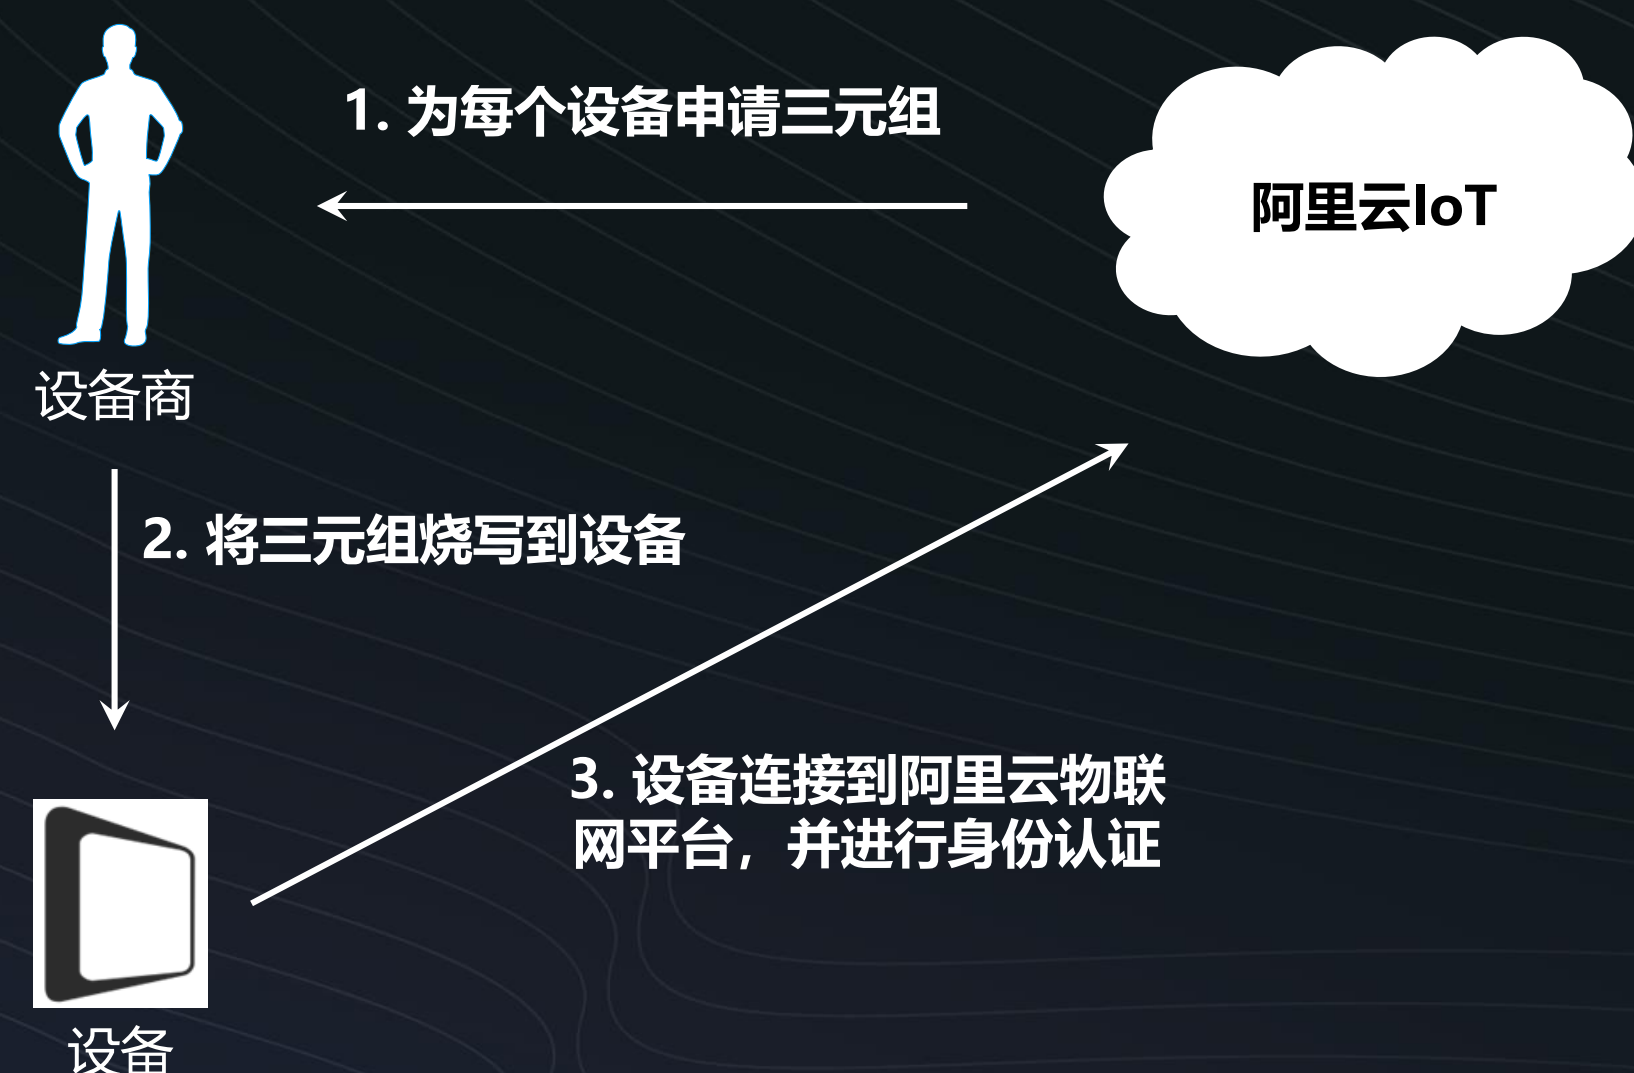 1. 为每个设备申请三元组
阿里云IoT
设备商
2. 将三元组烧写到设备
3. 设备连接到阿里云物联
网平台，并进行身份认证
设备